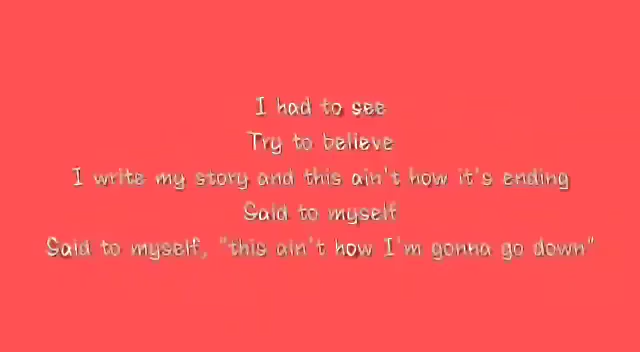 I had to see
Try to believe
I write my story and this ain't how it's ending
Said to myself
Said to myself, "this ain't how I'm gonna go down"